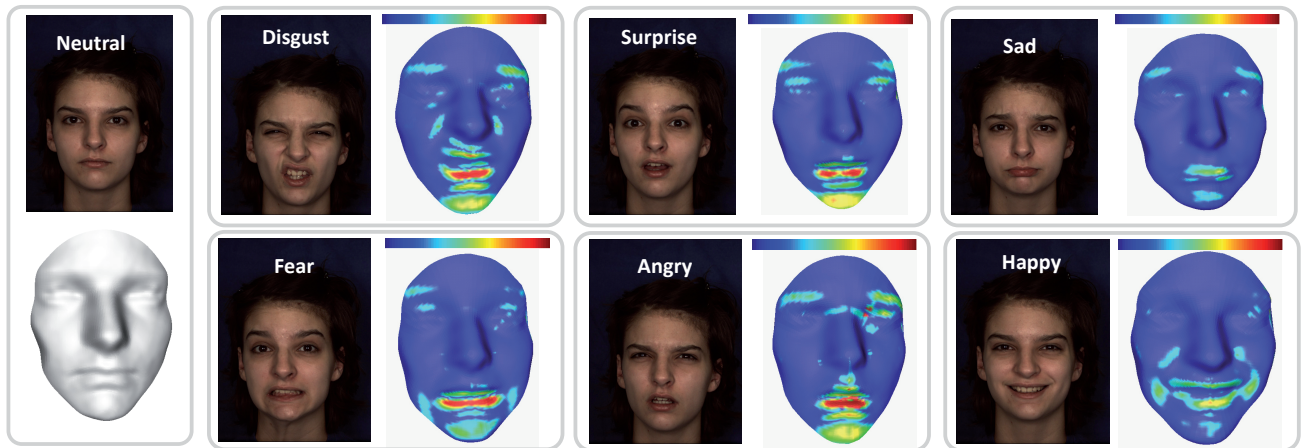 Neutral
Disgust
Surprise
Sad
Fear
Angry
Happy